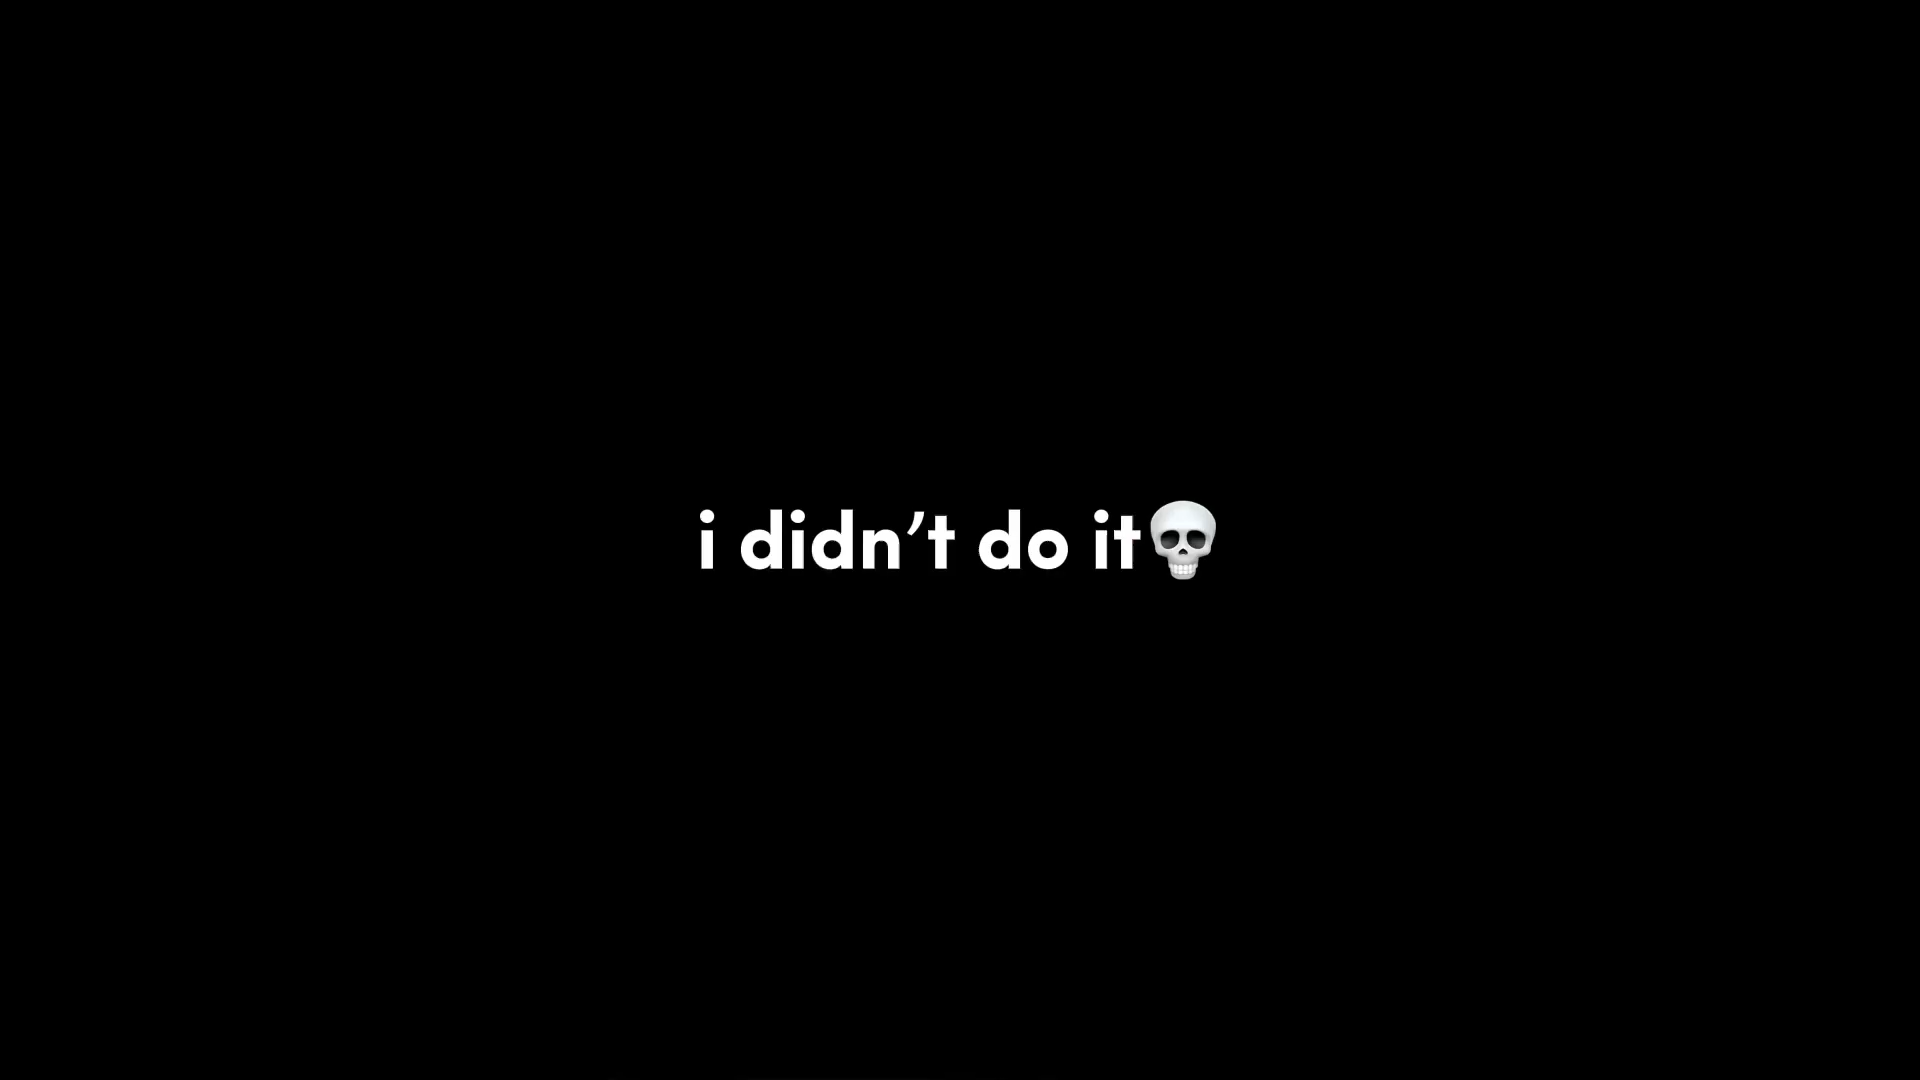 i didn’t do it💀